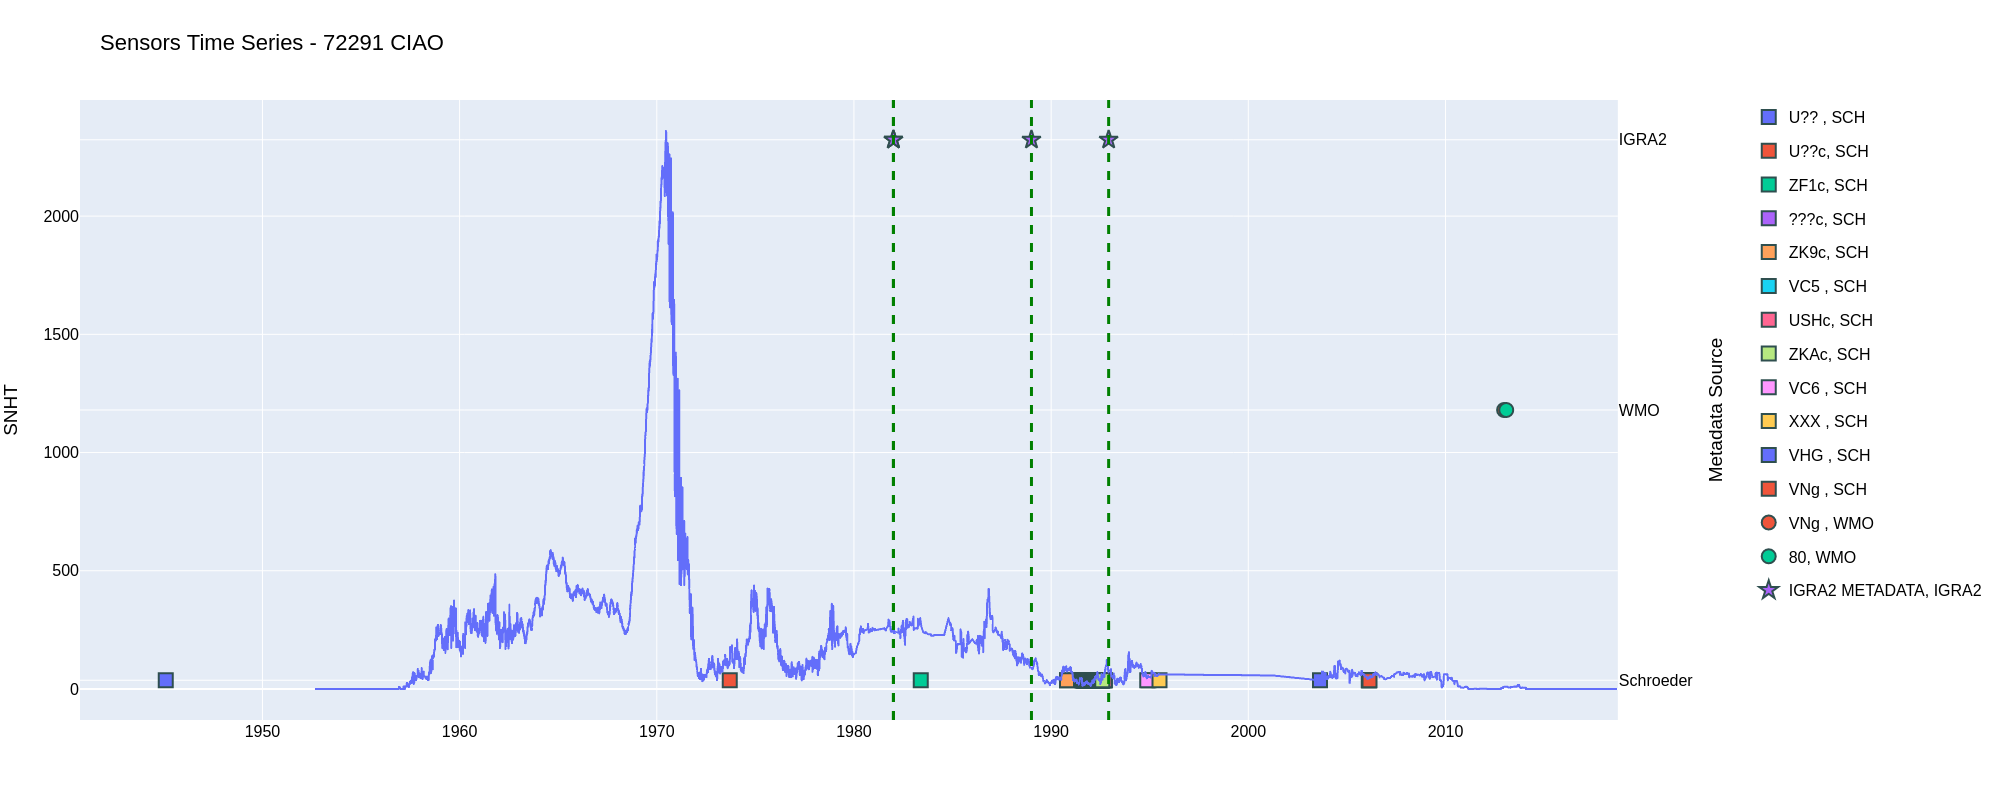 Sensors Time Series - 72291 CIAO
SNHT
2000
1500
1000
500
0
1950
1960
1970
1980
1990
2000
2010
IGRA2
WMO
Schroeder
Metadata Source
U?? , SCH
U??c, SCH
ZF1c, SCH
???c, SCH
ZK9c, SCH
VC5 , SCH
USHc, SCH
ZKAc, SCH
VC6 , SCH
XXX , SCH
VHG , SCH
VNg , SCH
VNg , WMO
80, WMO
IGRA2 METADATA, IGRA2